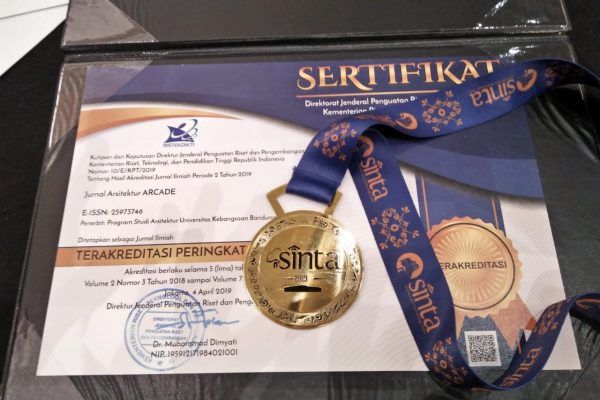 SERTIFIKAT
Direktorat Jenderal Penguatan
Kementerian
RISTEKDIKTI
Kutipan dari Keputusan Direktur Jenderal Penguatan Riset dan Pengembangan
Kementerian Riset, Teknologi, dan Pendidikan Tinggi Republik Indonesia
Nomor: 10/E/KPT/2019
Tentang Hasil Akreditasi Jurnal Ilmiah Periode 2 Tahun 2019
Jurnal Arsitektur ARCADE
E-ISSN: 25973746
Penerbit: Program Studi Arsitektur Universitas Kebangsaan Bandung
Ditetapkan sebagai Jurnal Ilmiah
TERAKREDITASI PERINGKAT
Akreditasi berlaku selama 5 (lima)
Volume 2 Nomor 3 Tahun 2018 sampai Volume 7
Jakarta, 4 April 2019
Direktur Jenderal Penguatan Riset dan
DIREKTORAT
PENGUATAN RISET
DAN PENGEMBANGAN
Dr. Muhammad Dimyati
NIP. 195912171984021001
sinta
2019
TERAKREDITASI
sinta
sinta
sinta
sinta